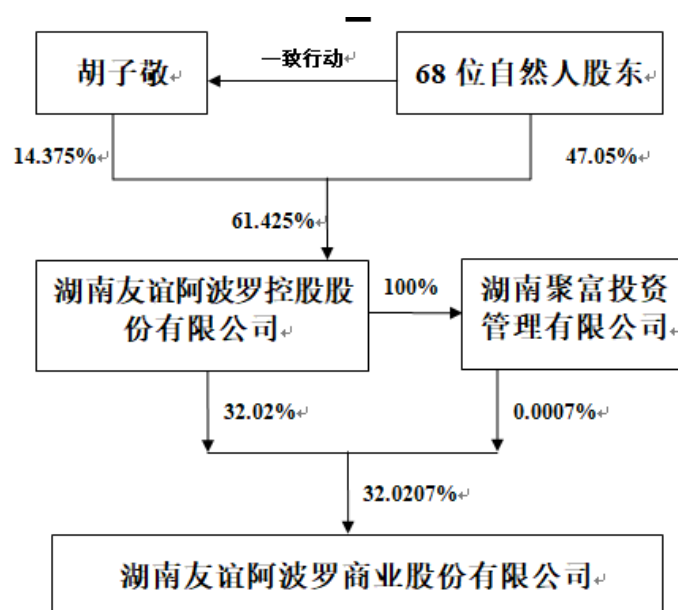 胡子敬
一致行动
68 位自然人股东
14.375%
47.05%
61.425%
湖南友谊阿波罗控股股
份有限公司
100%
湖南聚富投资
管理有限公司
32.02%
0.0007%
32.0207%
湖南友谊阿波罗商业股份有限公司